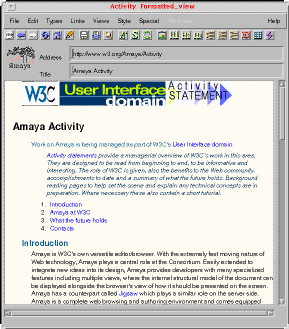 Activity Formatted_view
File Edit Types Links Views Style Special Attributes Help
Amaya
Address http://www.w3.org/Amaya/Activity
Title Amaya Activity
W3C User Interface domain Activity STATEMENT
Amaya Activity
Work on Amaya is being managed as part of W3C's User Interface domain.
Activity statements provide a managerial overview of W3C's work in this area.
They are designed to be read from beginning to end, to be informative and
interesting. The role of W3C is given, also the benefits to the Web community,
accomplishments to date and a summary of what the future holds. Background
reading pages to help set the scene and explain any technical concepts are in
preparation. Where necessary these also contain a short tutorial.
1. Introduction
2. Amaya at W3C
3. What the future holds
4. Contacts
Introduction
Amaya is W3C's own versatile editor/browser. With the extremely fast moving nature of
Web technology, Amaya plays a central role at the Consortium. Easily extended to
integrate new ideas into its design, Amaya provides developers with many specialized
features including multiple views, where the internal structural model of the document can
be displayed alongside the browser's view of how it should be presented on the screen.
Amaya has a counterpart called Jigsaw which plays a similar role on the server side.
Amaya is a complete web browsing and authoring environment and comes equipped